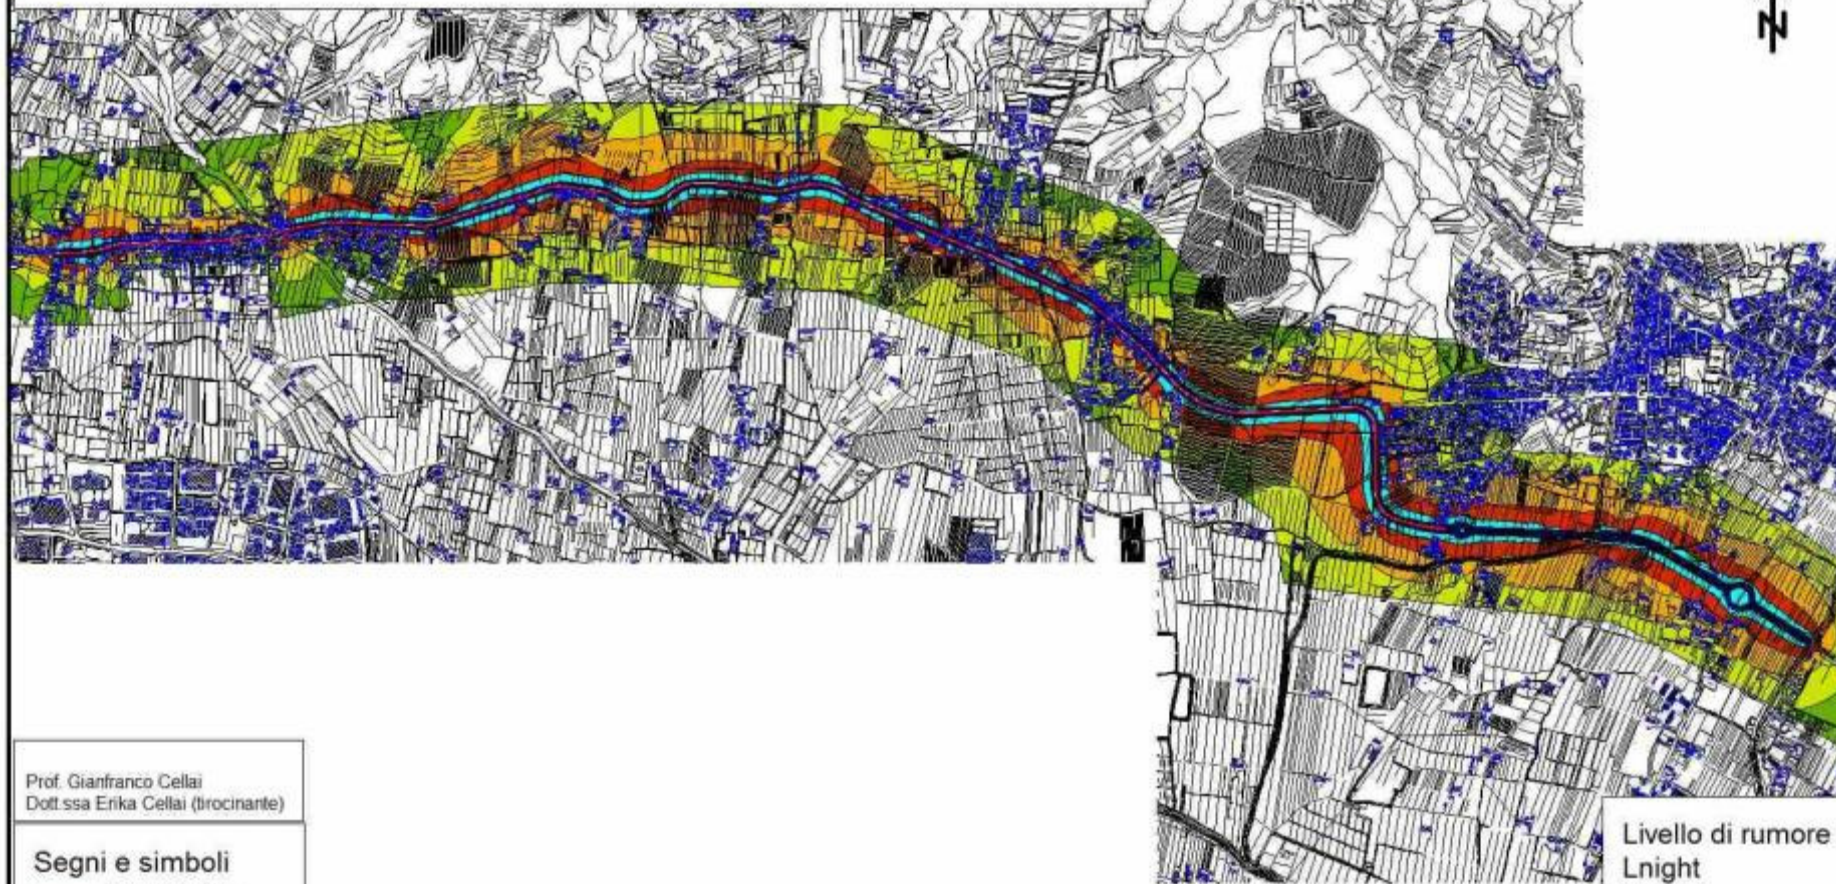 N
Prof. Gianfranco Cellai
Dott.ssa Erika Cellai (tirocinante)
Segni e simboli
Livello di rumore
Lnight